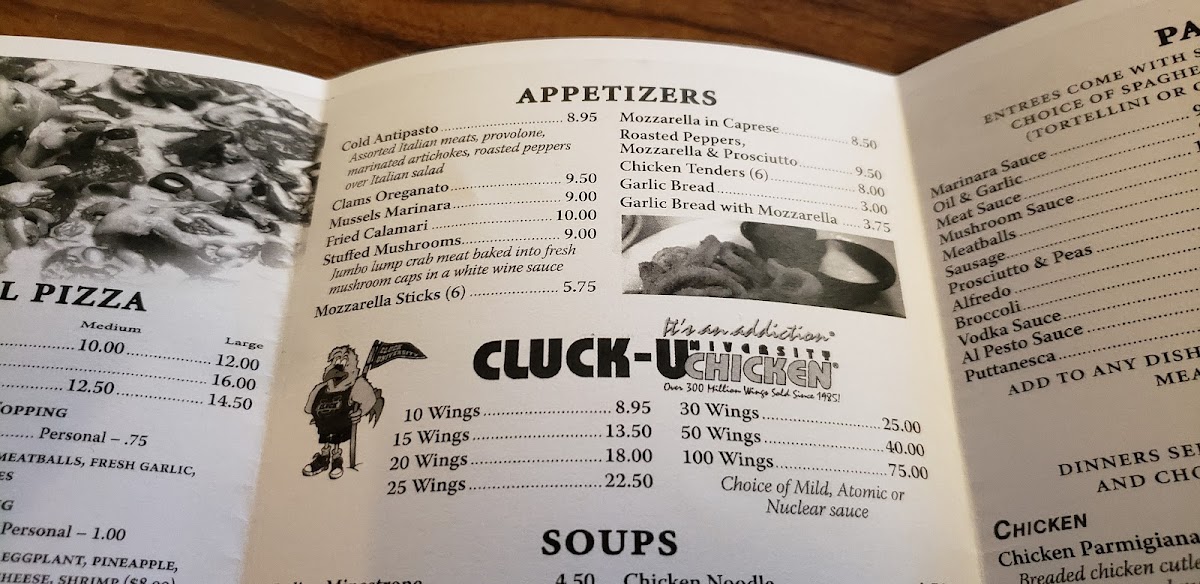 L PIZZA
Medium
Large
10.00 12.00
16.00
12.50 14.50
TOPPING
Personal – .75
MEATBALLS, FRESH GARLIC,
Personal – 1.00
EGGPLANT, PINEAPPLE,
APPETIZERS
Cold Antipasto 8.95
Assorted Italian meats, provolone,
marinated artichokes, roasted peppers
over Italian salad
Clams Oreganato 9.50
Mussels Marinara 9.00
Fried Calamari 10.00
Stuffed Mushrooms 9.00
Jumbo lump crab meat baked into fresh
mushroom caps in a white wine sauce
Mozzarella Sticks (6) 5.75
Mozzarella in Caprese 8.50
Roasted Peppers,
Mozzarella & Prosciutto 9.50
Chicken Tenders (6) 8.00
Garlic Bread 3.00
Garlic Bread with Mozzarella 3.75
It's an addiction®
CLUCK-UNIVERSITY
CHICKEN®
Over 300 Million Wings Sold Since 1985!
CLUCK
UNIVERSITY
10 Wings 8.95
15 Wings 13.50
20 Wings 18.00
25 Wings 22.50
30 Wings 25.00
50 Wings 40.00
100 Wings 75.00
Choice of Mild, Atomic or
Nuclear sauce
SOUPS
Minestrone 4.50
Chicken Noodle
PA
ENTREES COME WITH S
CHOICE OF SPAGHE
(TORTELLINI OR
Marinara Sauce
Oil & Garlic
Meat Sauce
Mushroom Sauce
Meatballs
Sausage
Prosciutto & Peas
Alfredo
Broccoli
Vodka Sauce
Al Pesto Sauce
Puttanesca
ADD TO ANY DISH
MEA
DINNERS SE
AND CHO
CHICKEN
Chicken Parmigiana
Breaded chicken cutle